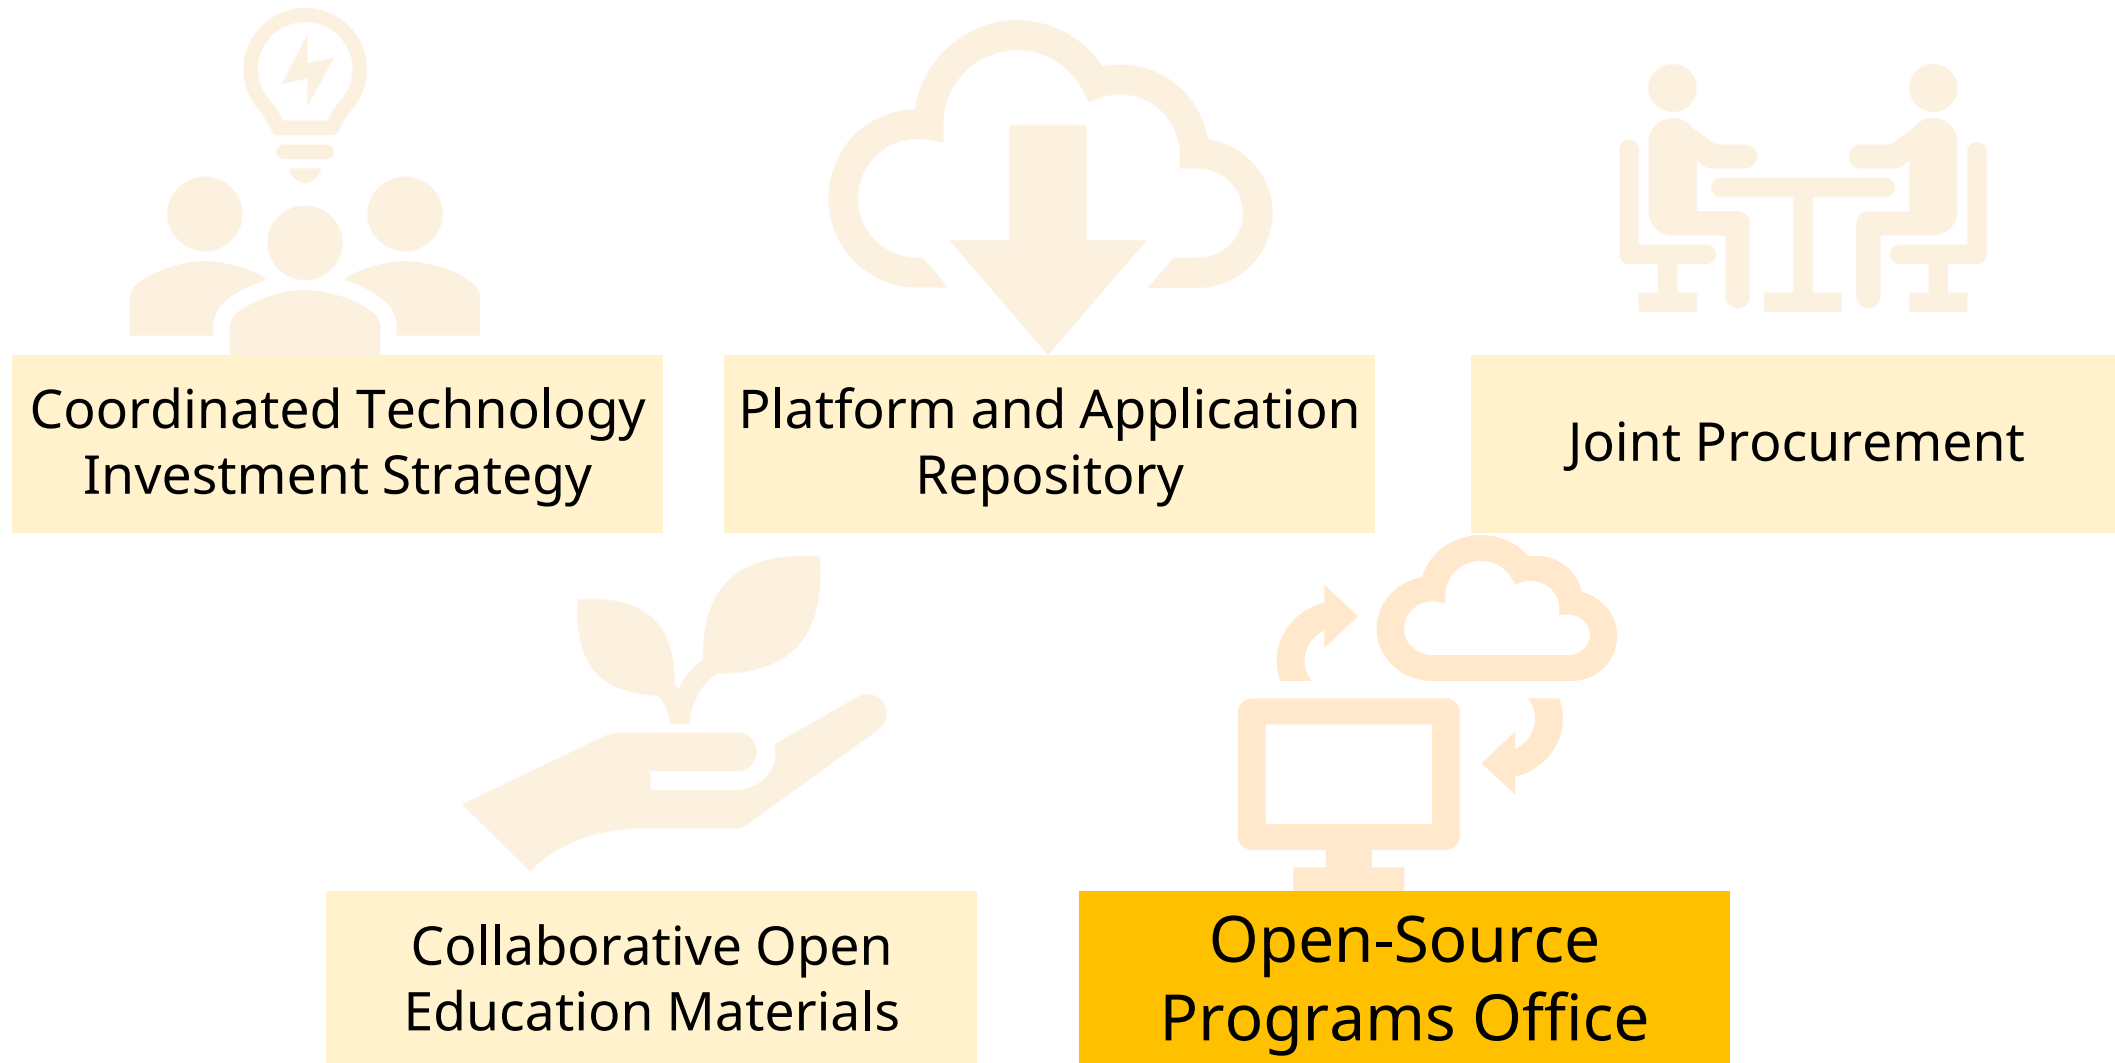 Coordinated Technology
Investment Strategy
Platform and Application
Repository
Joint Procurement
Collaborative Open
Education Materials
Open-Source
Programs Office